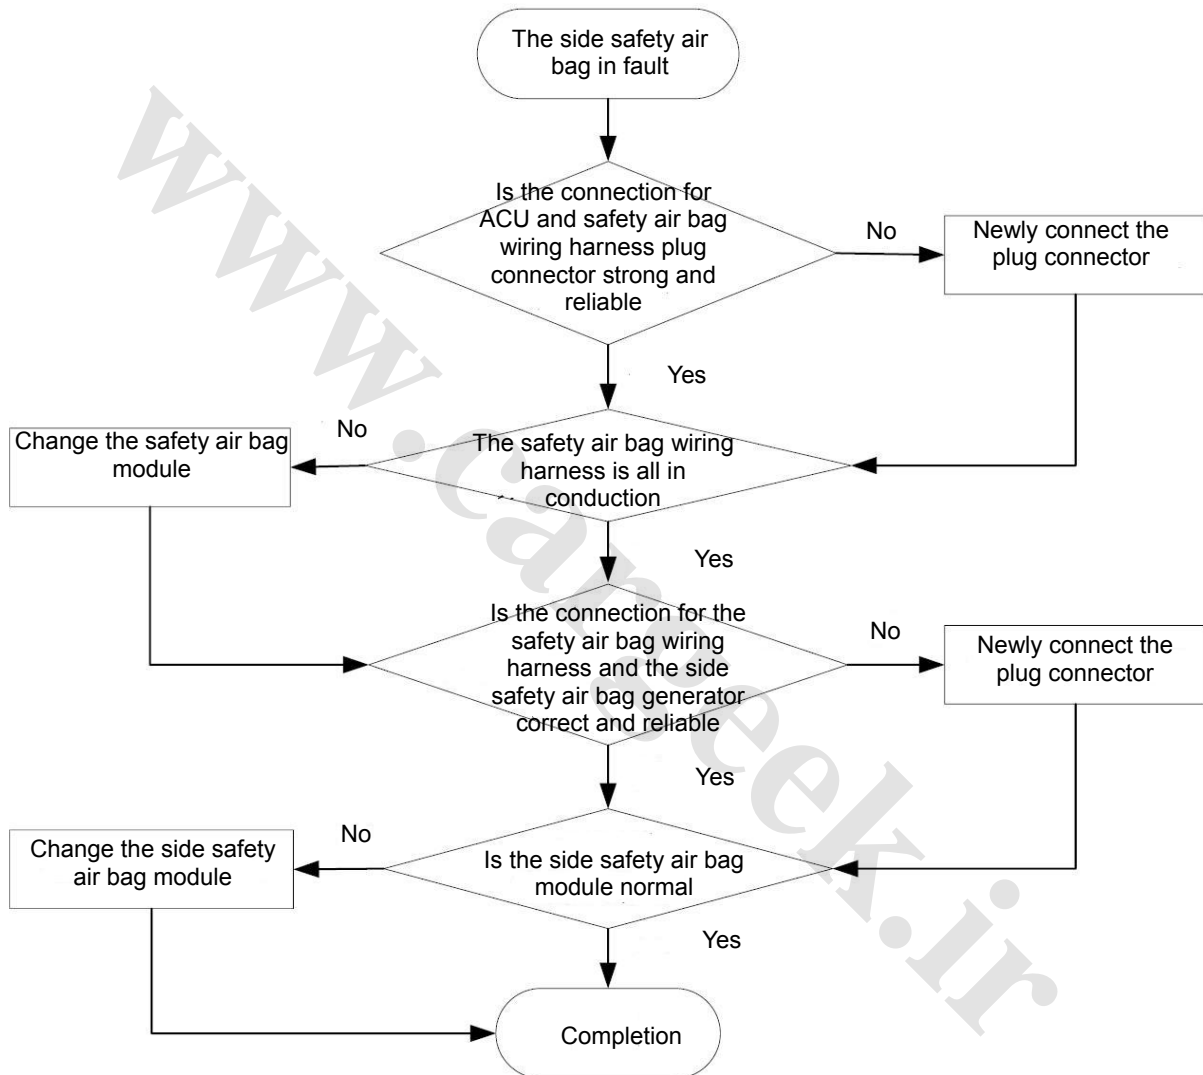 The side safety air
bag in fault
Is the connection for
ACU and safety air bag
wiring harness plug
connector strong and
reliable
No
Newly connect the
plug connector
Yes
Change the safety air bag
module
No
The safety air bag wiring
harness is all in
conduction
Yes
Is the connection for the
safety air bag wiring
harness and the side
safety air bag generator
correct and reliable
No
Newly connect the
plug connector
Yes
Change the side safety
air bag module
No
Is the side safety air bag
module normal
Yes
Completion
www.cargeek.ir